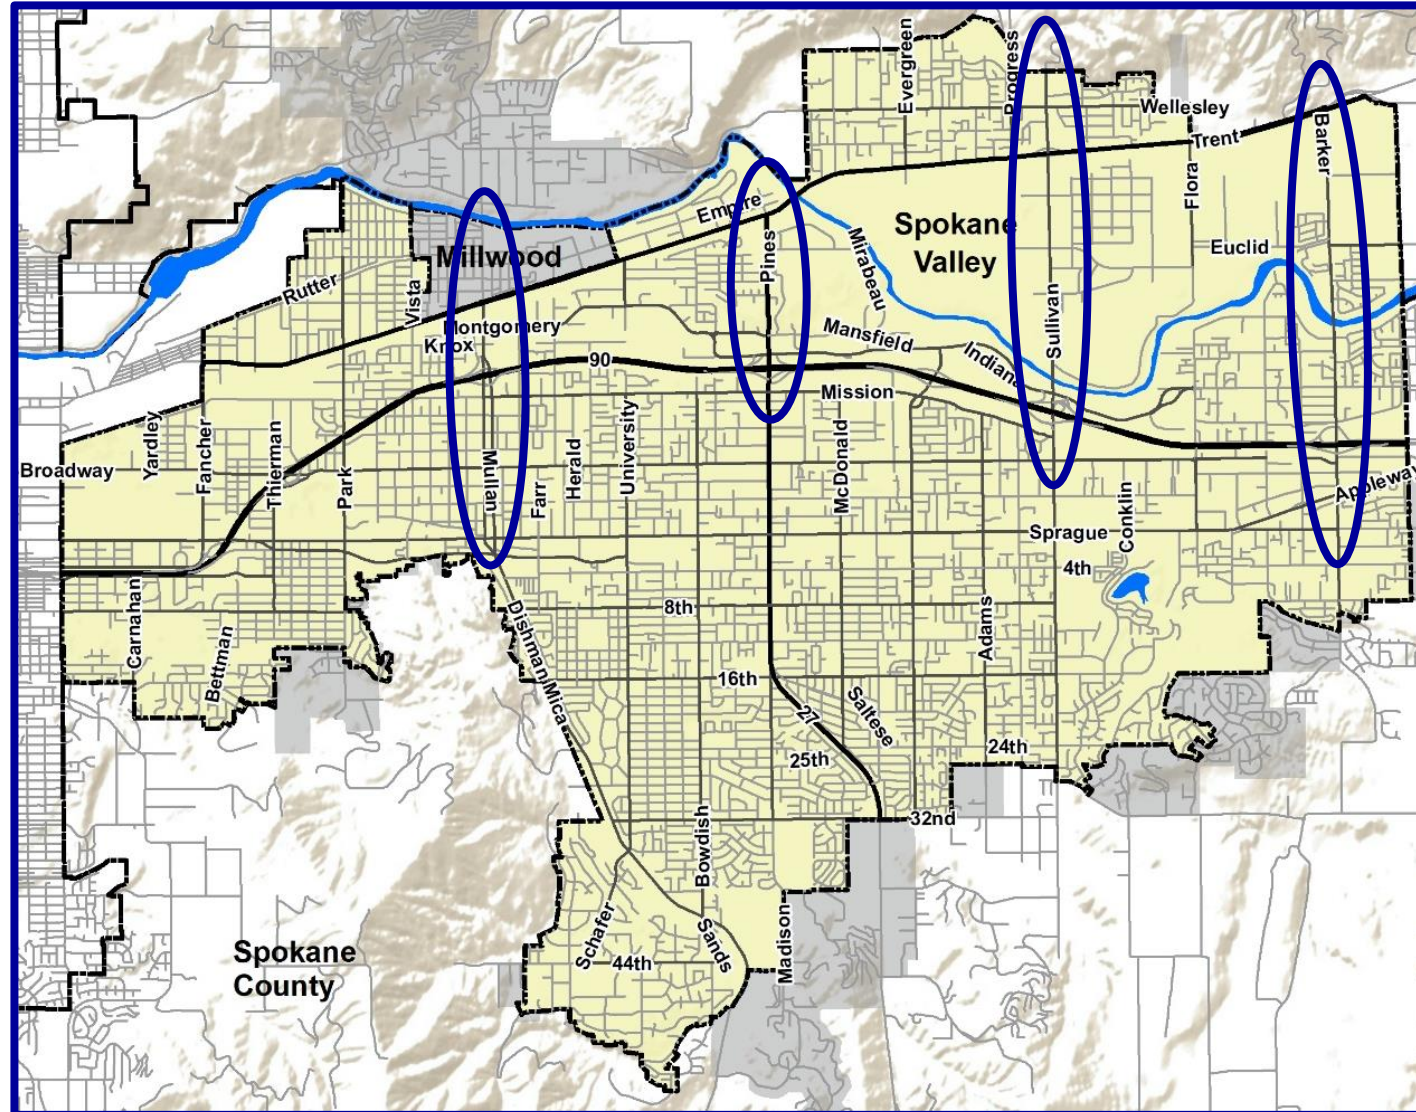 Evergreen
Progress
Wellesley
Trent
Barker
Flora
Empire
Spokane
Valley
Mirabeau
Euclid
Pines
Millwood
Rutter
Vista
Montgomery
Knox
Mansfield
Sullivan
Indiana
90
Mission
Broadway
Yardley
Fancher
Thierman
Park
Mullan
Farr
Herald
University
McDonald
Conklin
Appleway
Sprague
4th
Carnahan
Bettman
8th
Adams
Dishman Mica
16th
27
Saltese
25th
24th
32nd
Bowdish
Schafer
Sands
Madison
44th
Spokane
County